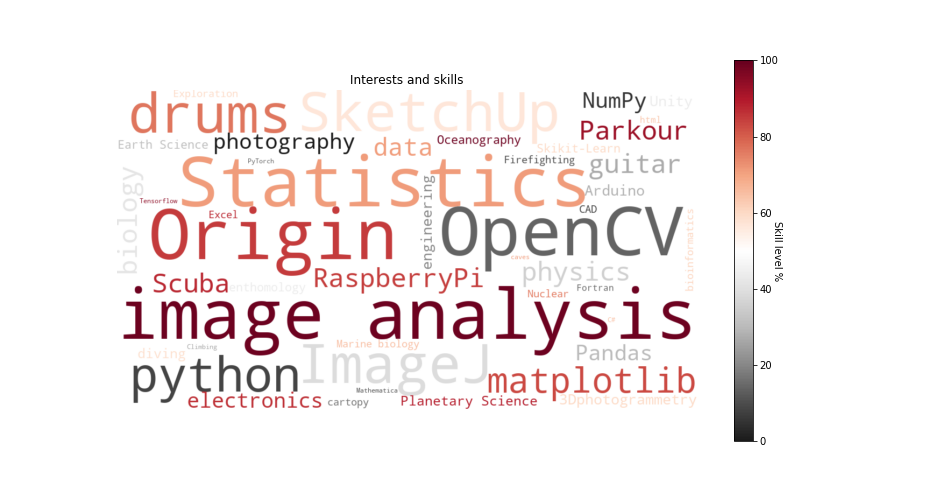 Interests and skills
Exploration
drums
SketchUp
NumPy
Unity
html
Parkour
Earth Science
photography
data
Oceanography
Skikit-Learn
PyTorch
Firefighting
guitar
Statistics
biology
Arduino
Tensorflow
Excel
engineering
CAD
Origin
OpenCV
bioinformatics
caves
physics
Scuba
RaspberryPi
enthomology
Nuclear
Fortran
image analysis
Marine biology
Climbing
diving
ImageJ
Pandas
python
matplotlib
Mathematica
electronics
cartopy
Planetary Science
3Dphotogrammetry
100
80
60
40
20
0
Skill level %